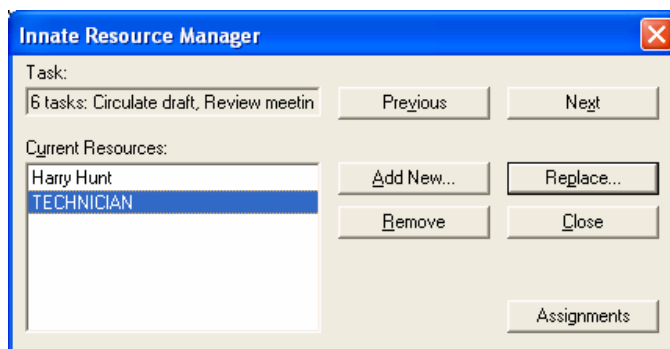 Innate Resource Manager
Task:
6 tasks: Circulate draft, Review meetin
Previous
Next
Current Resources:
Harry Hunt
TECHNICIAN
Add New...
Replace...
Remove
Close
Assignments